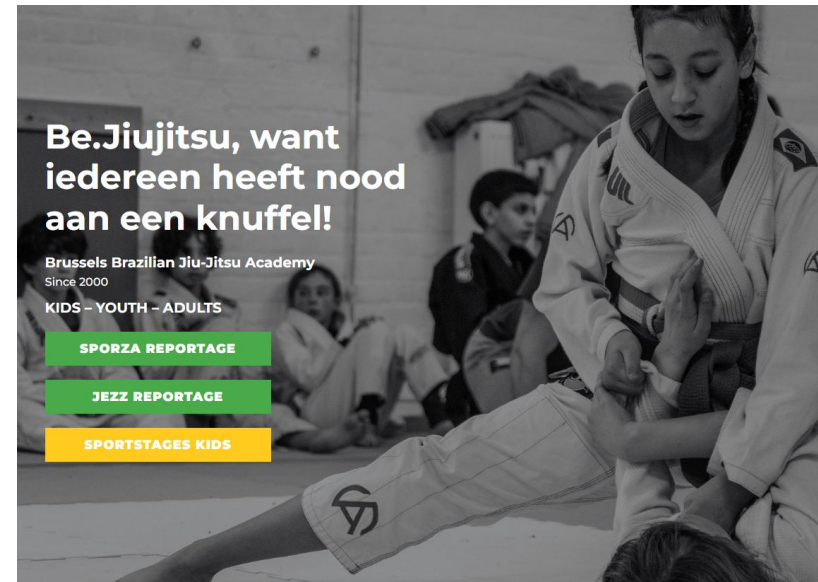 Be.Jiujitsu, want
iedereen heeft nood
aan een knuffel!
Brussels Brazilian Jiu-Jitsu Academy
Since 2000
KIDS – YOUTH – ADULTS
SPORZA REPORTAGE
JEZZ REPORTAGE
SPORTSTAGES KIDS